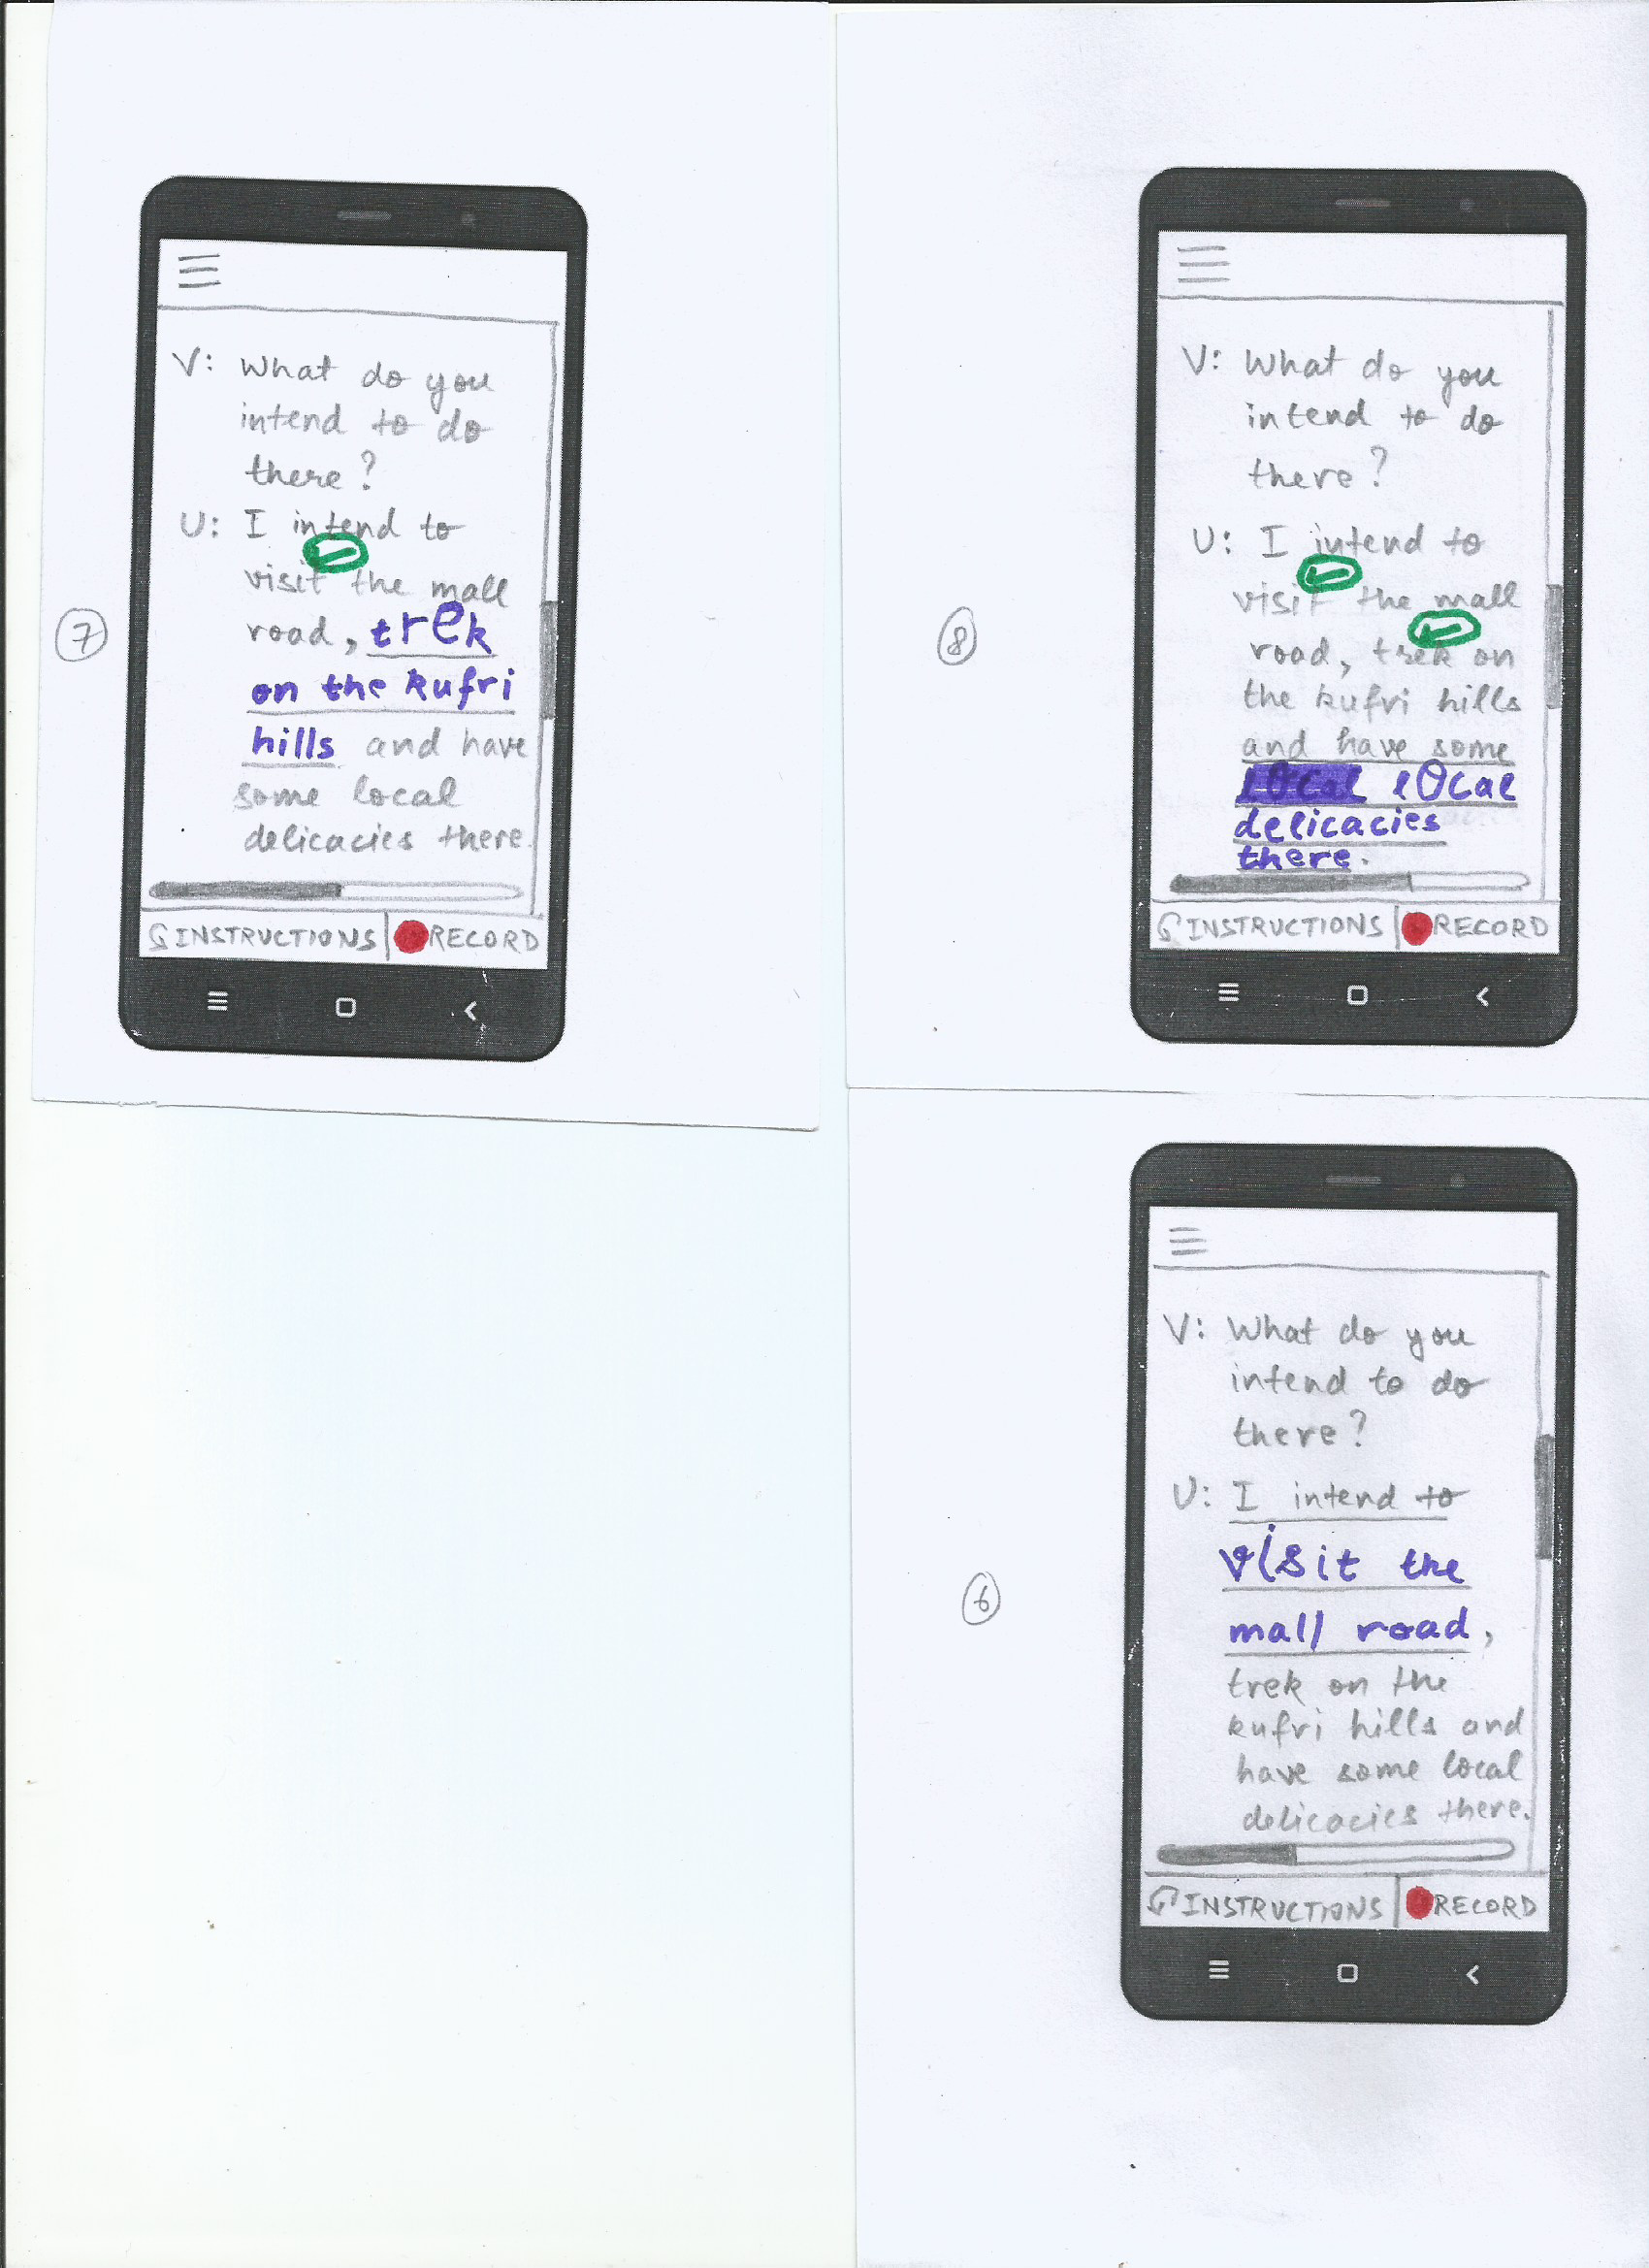 7
V: What do you
intend to do
there?
U: I intend to
visit the mall
road, trek
on the kufri
hills and have
some local
delicacies there.
INSTRUCTIONS
RECORD
8
V: What do you
intend to do
there?
U: I intend to
visit the mall
road, trek on
the kufri hills
and have some
local local
delicacies
there.
INSTRUCTIONS
RECORD
6
V: What do you
intend to do
there?
U: I intend to
visit the
mall road,
trek on the
kufri hills and
have some local
delicacies there.
INSTRUCTIONS
RECORD